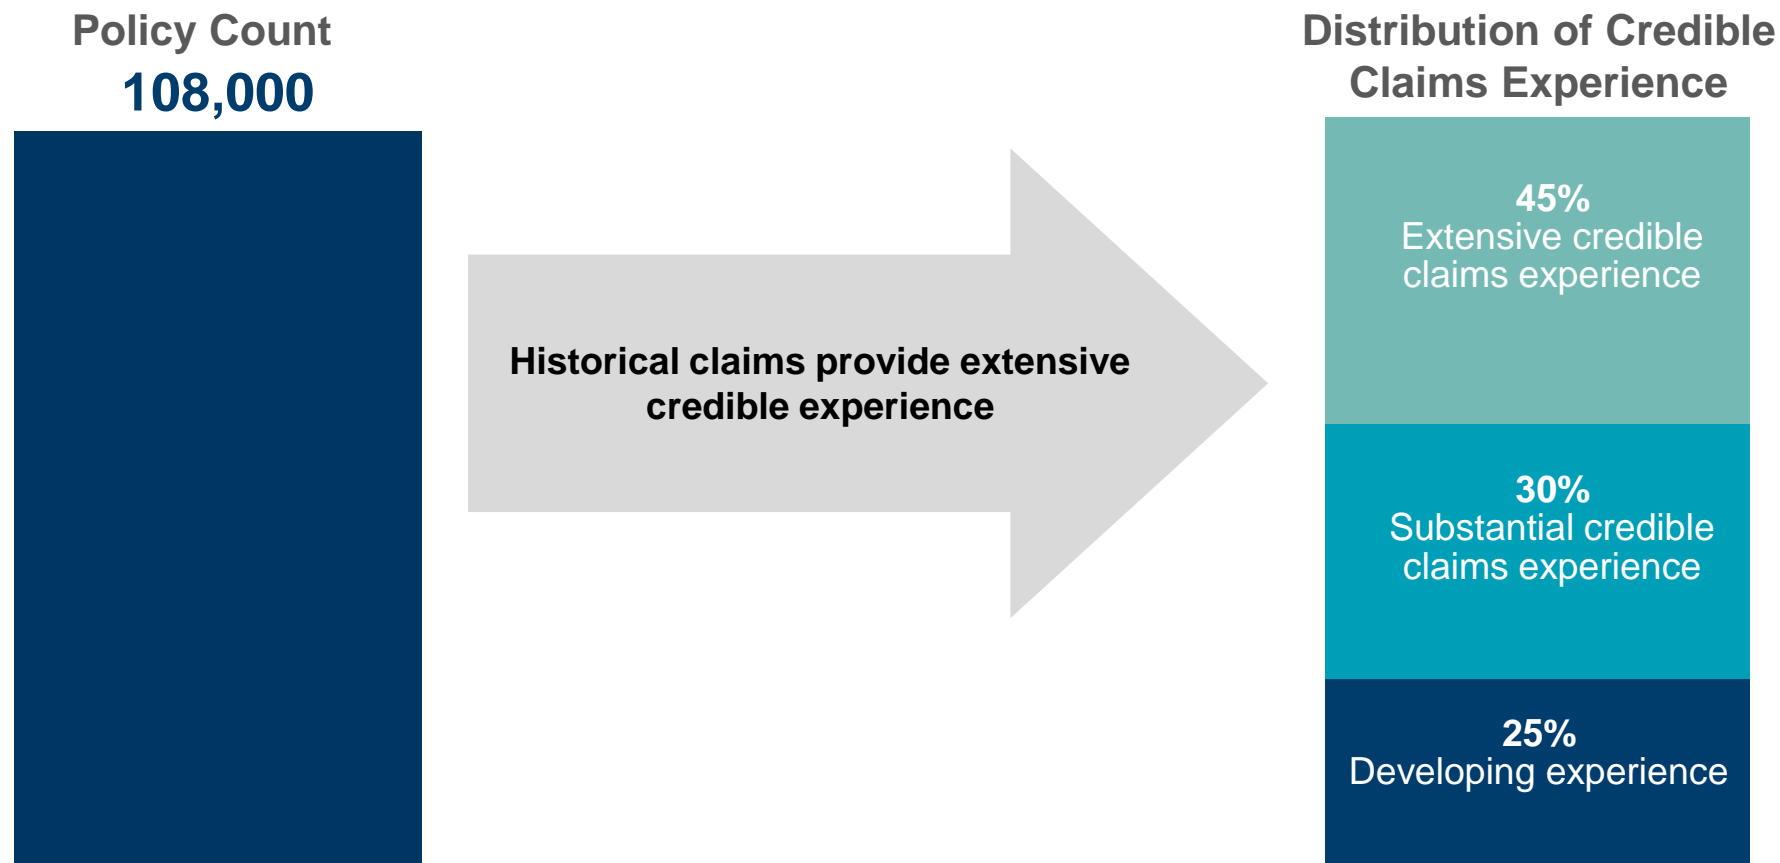 Policy Count
108,000
Historical claims provide extensive
credible experience
Distribution of Credible
Claims Experience
45%
Extensive credible
claims experience
30%
Substantial credible
claims experience
25%
Developing experience